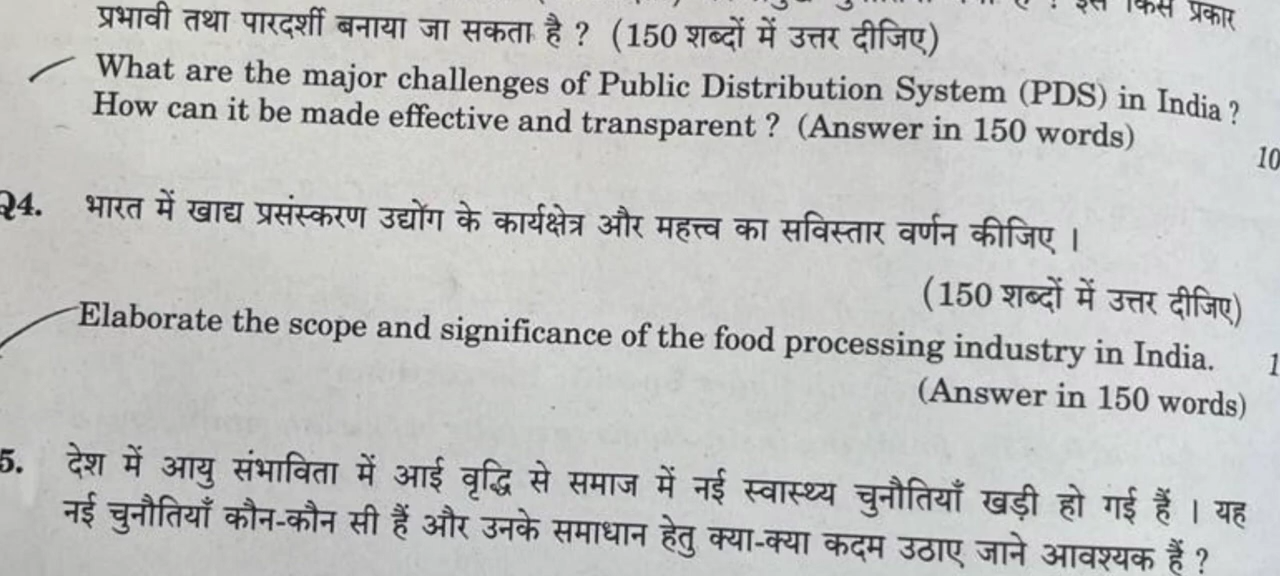 किस प्रकार
प्रभावी तथा पारदर्शी बनाया जा सकता है ? (150 शब्दों में उत्तर दीजिए)
What are the major challenges of Public Distribution System (PDS) in India ?
How can it be made effective and transparent ? (Answer in 150 words)
10
24. भारत में खाद्य प्रसंस्करण उद्योग के कार्यक्षेत्र और महत्त्व का सविस्तार वर्णन कीजिए ।
(150 शब्दों में उत्तर दीजिए)
Elaborate the scope and significance of the food processing industry in India. 1
(Answer in 150 words)
5. देश में आयु संभाविता में आई वृद्धि से समाज में नई स्वास्थ्य चुनौतियाँ खड़ी हो गई हैं । यह
नई चुनौतियाँ कौन-कौन सी हैं और उनके समाधान हेतु क्या-क्या कदम उठाए जाने आवश्यक हैं ?